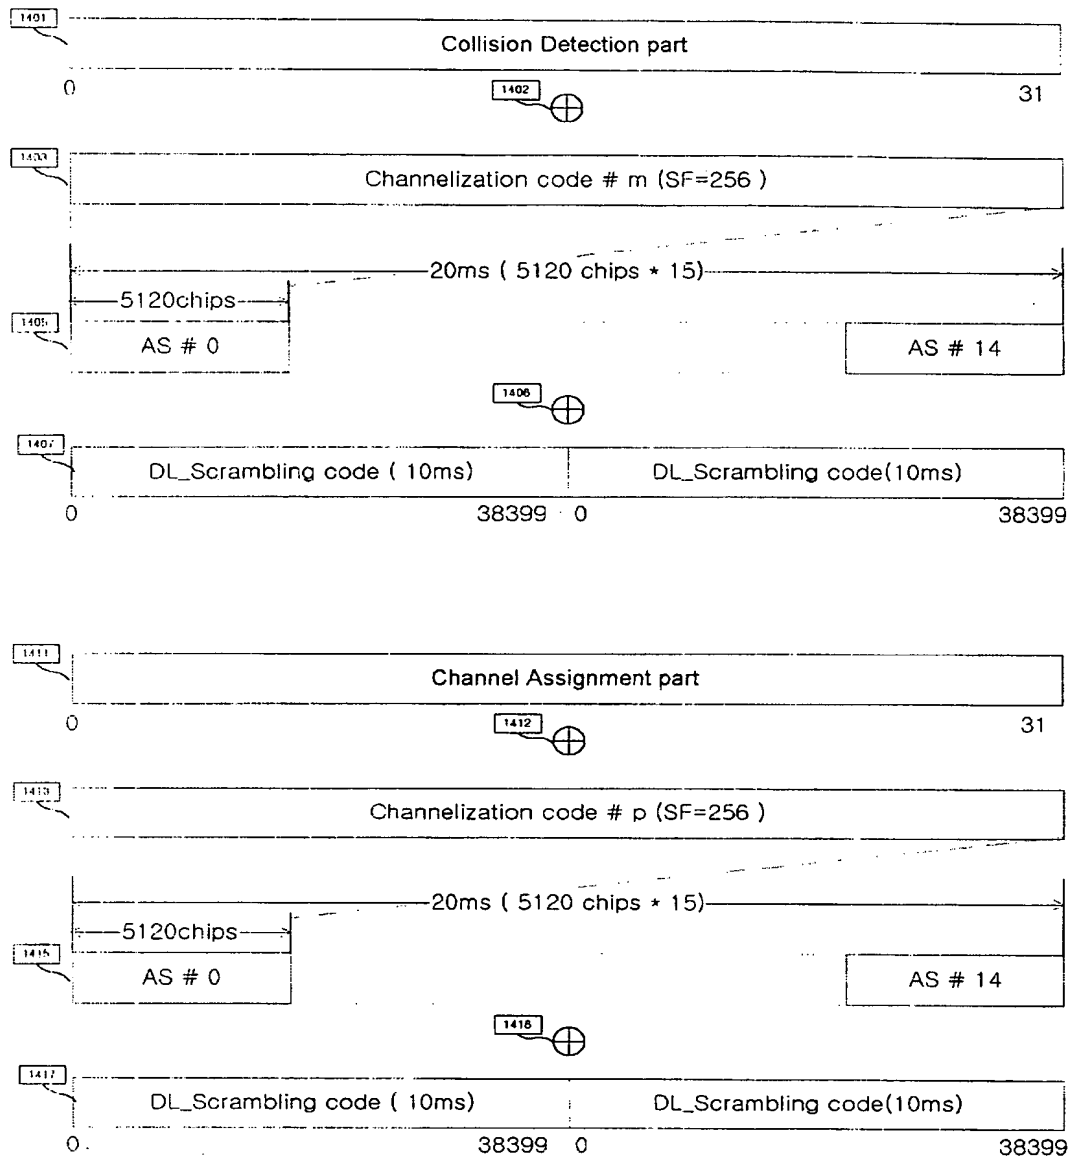 1401
Collision Detection part
0 31
1402
1403
Channelization code # m (SF=256 )
20ms ( 5120 chips * 15)
5120chips
1405
AS # 0 AS # 14
1406
1407
DL_Scrambling code ( 10ms) DL_Scrambling code(10ms)
0 38399 0 38399
1411
Channel Assignment part
0 31
1412
1413
Channelization code # p (SF=256 )
20ms ( 5120 chips * 15)
5120chips
1415
AS # 0 AS # 14
1416
1417
DL_Scrambling code ( 10ms) DL_Scrambling code(10ms)
0 38399 0 38399